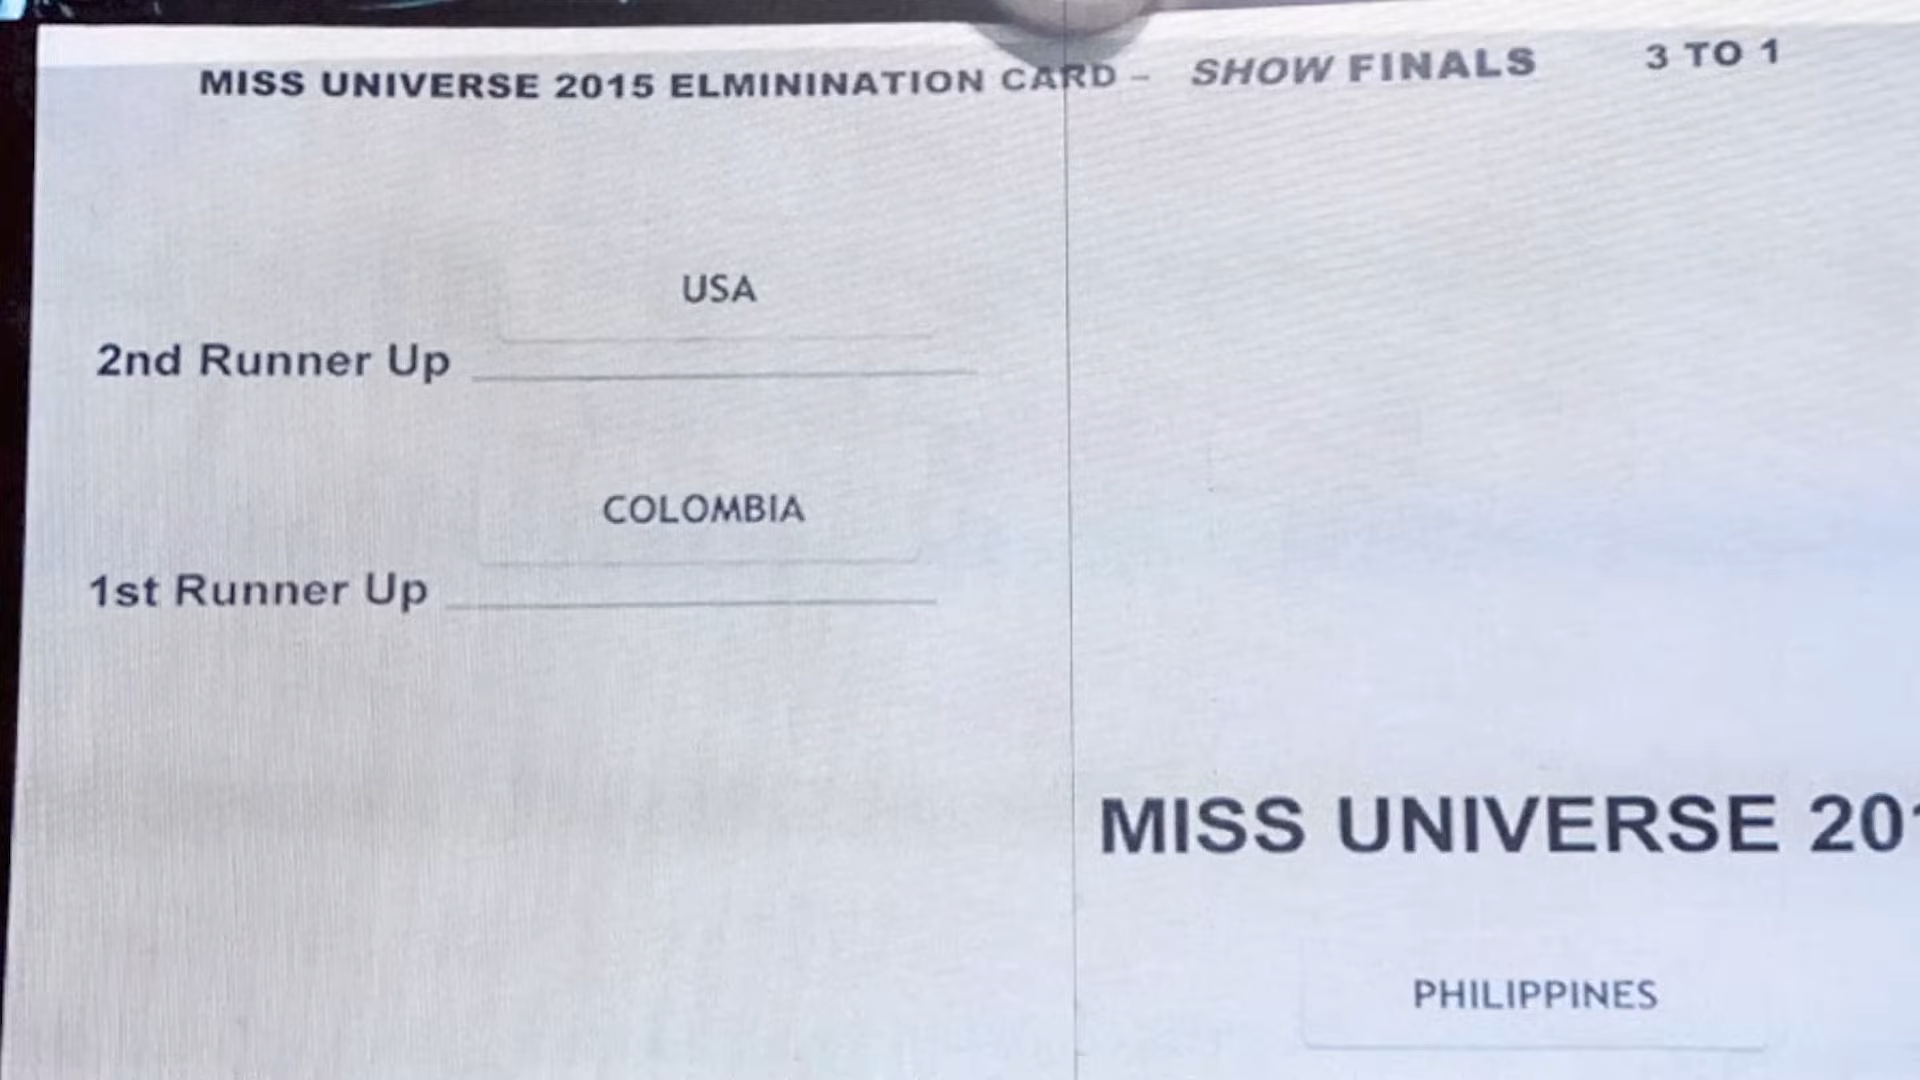 MISS UNIVERSE 2015 ELMININATION CARD – SHOW FINALS 3 TO 1
USA
2nd Runner Up
COLOMBIA
1st Runner Up
MISS UNIVERSE 201
PHILIPPINES